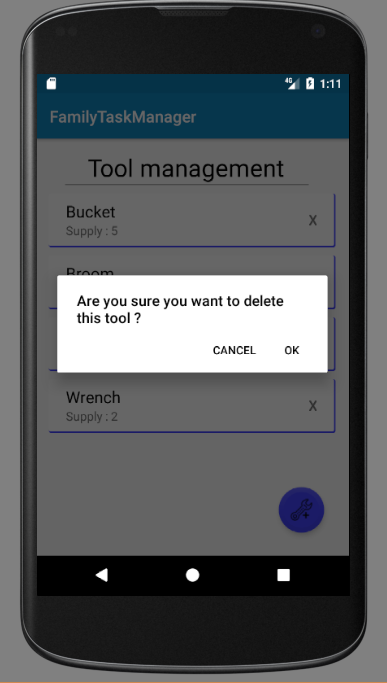 4G 1:11
FamilyTaskManager
Tool management
Bucket
Supply : 5
X
Broom
Are you sure you want to delete
this tool ?
CANCEL OK
Wrench
Supply : 2
X